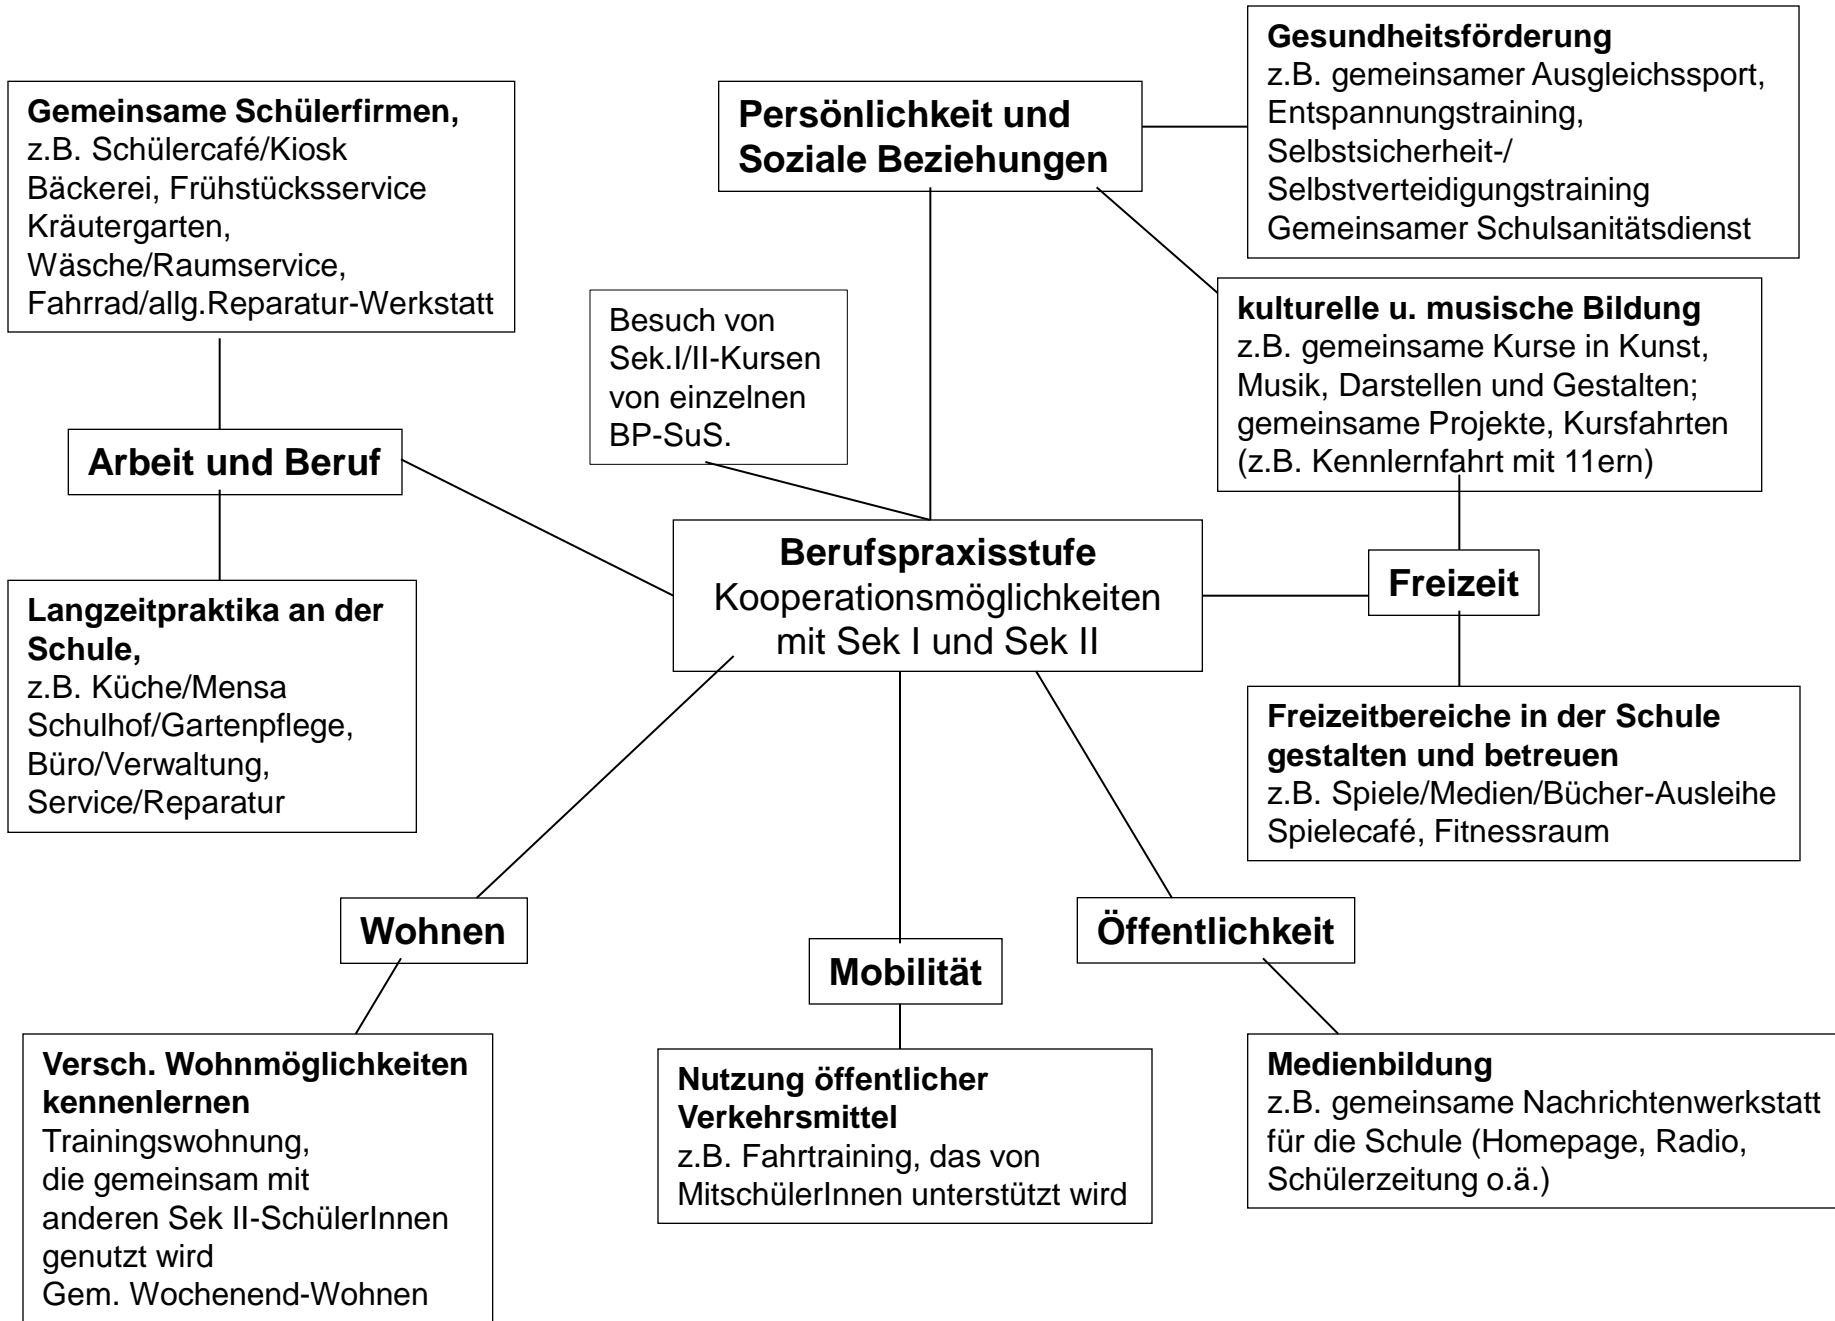 Gesundheitsförderung
z.B. gemeinsamer Ausgleichssport,
Entspannungstraining,
Selbstsicherheit-/
Selbstverteidigungstraining
Gemeinsamer Schulsanitätsdienst
Gemeinsame Schülerfirmen,
z.B. Schülercafé/Kiosk
Bäckerei, Frühstücksservice
Kräutergarten,
Wäsche/Raumservice,
Fahrrad/allg.Reparatur-Werkstatt
Persönlichkeit und
Soziale Beziehungen
Besuch von
Sek.I/II-Kursen
von einzelnen
BP-SuS.
kulturelle u. musische Bildung
z.B. gemeinsame Kurse in Kunst,
Musik, Darstellen und Gestalten;
gemeinsame Projekte, Kursfahrten
(z.B. Kennlernfahrt mit 11ern)
Arbeit und Beruf
Berufspraxisstufe
Kooperationsmöglichkeiten
mit Sek I und Sek II
Freizeit
Langzeitpraktika an der
Schule,
z.B. Küche/Mensa
Schulhof/Gartenpflege,
Büro/Verwaltung,
Service/Reparatur
Freizeitbereiche in der Schule
gestalten und betreuen
z.B. Spiele/Medien/Bücher-Ausleihe
Spielecafé, Fitnessraum
Wohnen
Mobilität
Öffentlichkeit
Versch. Wohnmöglichkeiten
kennenlernen
Trainingswohnung,
die gemeinsam mit
anderen Sek II-SchülerInnen
genutzt wird
Gem. Wochenend-Wohnen
Nutzung öffentlicher
Verkehrsmittel
z.B. Fahrtraining, das von
MitschülerInnen unterstützt wird
Medienbildung
z.B. gemeinsame Nachrichtenwerkstatt
für die Schule (Homepage, Radio,
Schülerzeitung o.ä.)